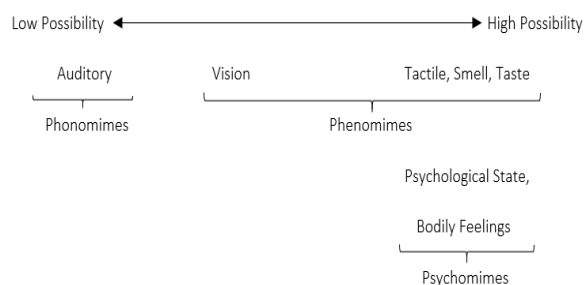 Low Possibility High Possibility
Auditory Vision Tactile, Smell, Taste
Phonomimes Phenomimes
Psychological State,
Bodily Feelings
Psychomimes